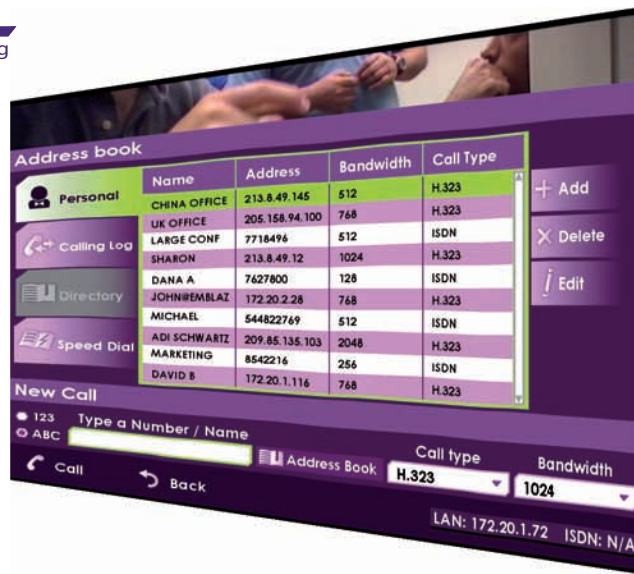 g
Address book
Personal
Calling Log
Directory
Speed Dial
Name Address Bandwidth Call Type
CHINA OFFICE 213.8.49.145 512 H.323
UK OFFICE 205.158.94.100 768 H.323
LARGE CONF 7718496 512 ISDN
SHARON 213.8.49.12 1024 H.323
DANA A 7627800 128 ISDN
JOHN@EMBLAZ 172.20.2.28 768 H.323
MICHAEL 544822769 512 ISDN
ADI SCHWARTZ 209.85.135.103 2048 H.323
MARKETING 8542216 256 ISDN
DAVID B 172.20.1.116 768 H.323
+ Add
X Delete
Edit
New Call
123
ABC
Type a Number / Name
Address Book
Call type
H.323
Bandwidth
1024
Call
Back
LAN: 172.20.1.72 ISDN: N/A